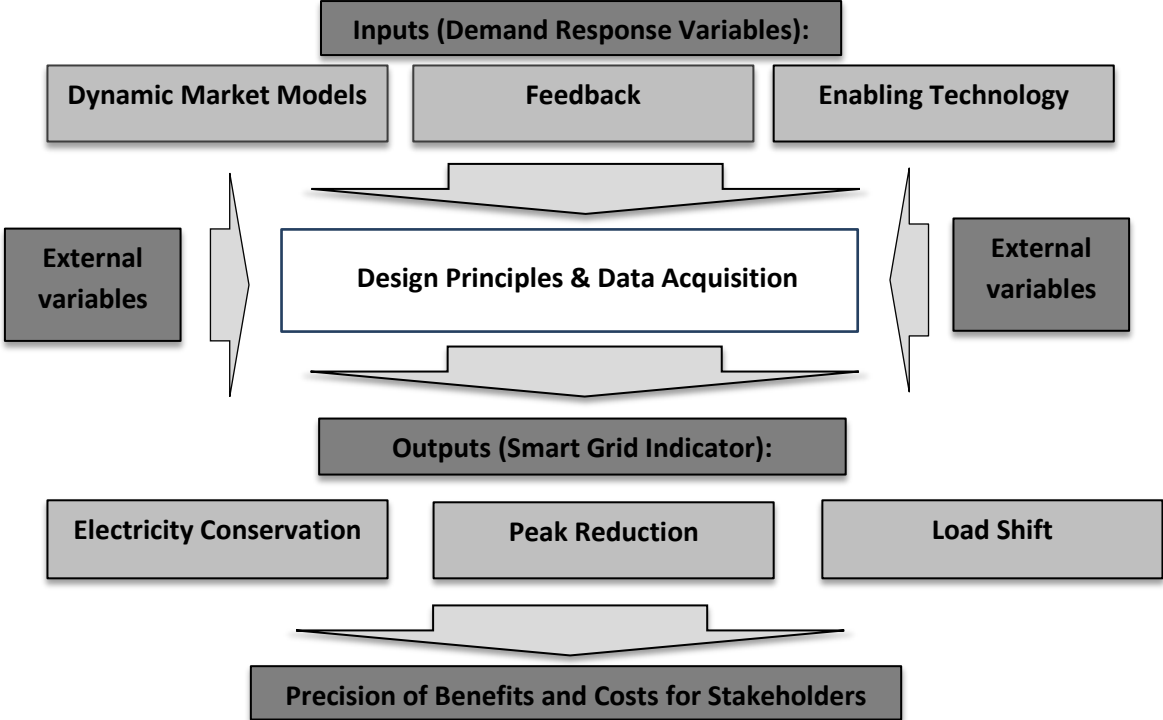 Inputs (Demand Response Variables):
Dynamic Market Models
Feedback
Enabling Technology
External
variables
Design Principles & Data Acquisition
External
variables
Outputs (Smart Grid Indicator):
Electricity Conservation
Peak Reduction
Load Shift
Precision of Benefits and Costs for Stakeholders